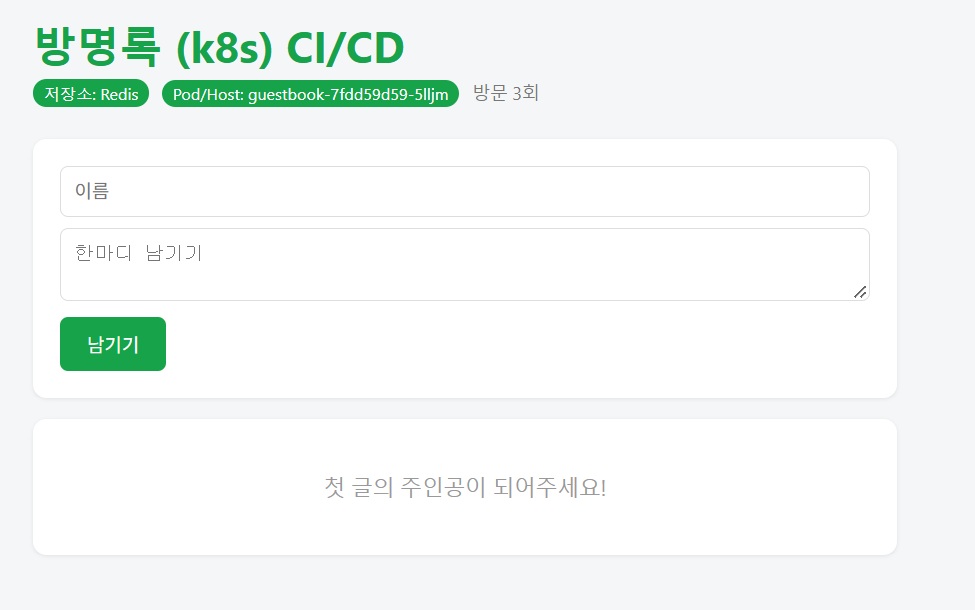 방명록 (k8s) CI/CD
저장소: Redis Pod/Host: guestbook-7fdd59d59-5lljm 방문 3회
이름
한마디 남기기
남기기
첫 글의 주인공이 되어주세요!